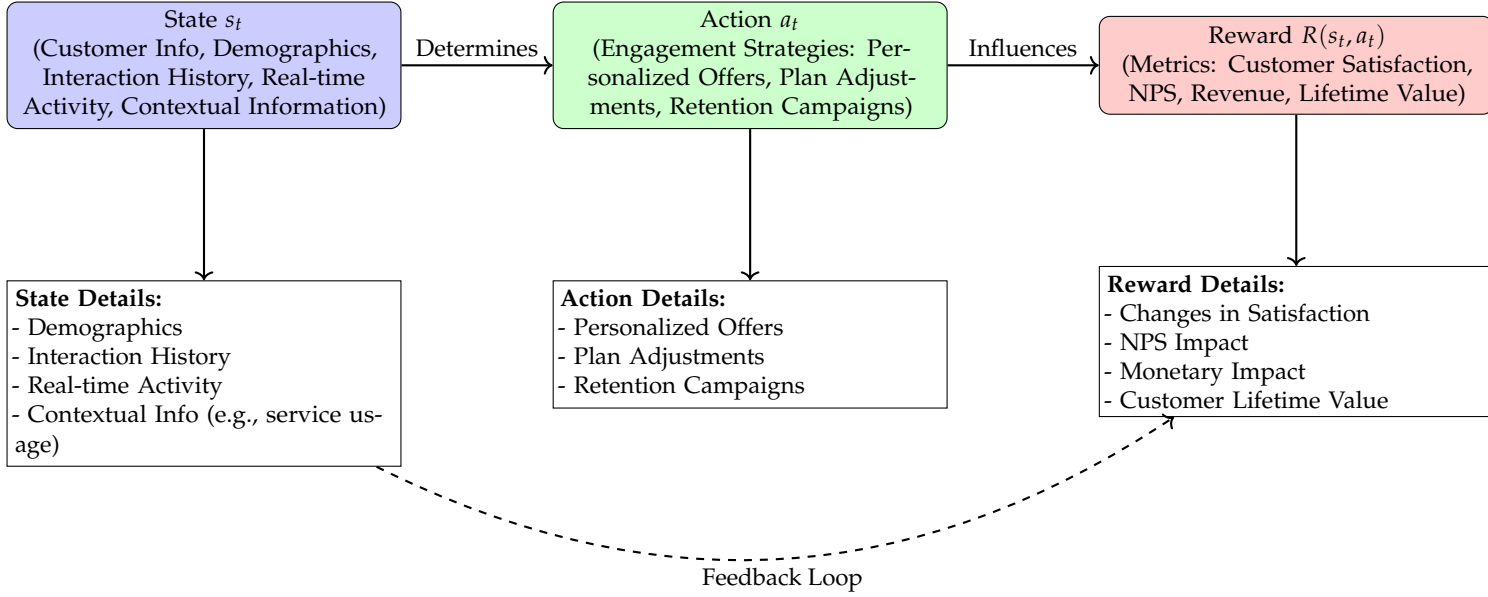 State s_t
(Customer Info, Demographics,
Interaction History, Real-time
Activity, Contextual Information)
Determines
Action a_t
(Engagement Strategies: Per-
sonalized Offers, Plan Adjust-
ments, Retention Campaigns)
Influences
Reward R(s_t, a_t)
(Metrics: Customer Satisfaction,
NPS, Revenue, Lifetime Value)
State Details:
- Demographics
- Interaction History
- Real-time Activity
- Contextual Info (e.g., service us-
age)
Action Details:
- Personalized Offers
- Plan Adjustments
- Retention Campaigns
Reward Details:
- Changes in Satisfaction
- NPS Impact
- Monetary Impact
- Customer Lifetime Value
Feedback Loop